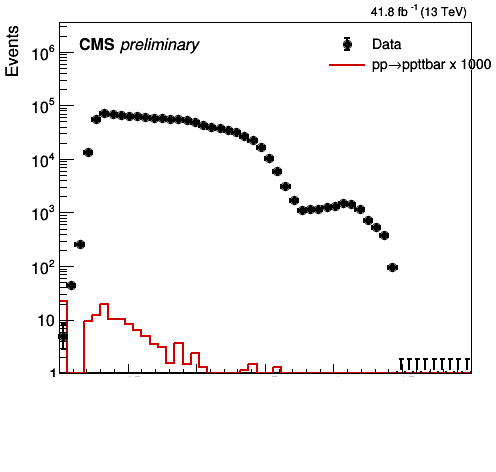 41.8 fb⁻¹ (13 TeV)
Events
CMS preliminary
Data
pp→ppttbar x 1000
10⁶
10⁵
10⁴
10³
10²
10
1